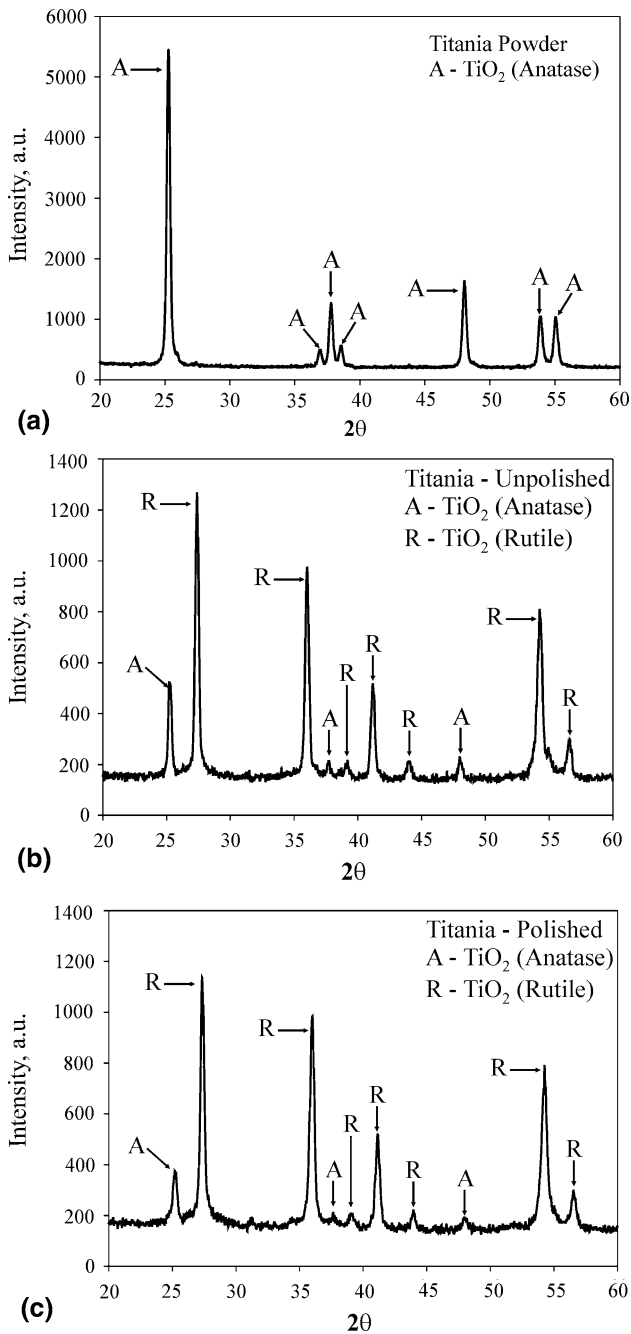 6000
5000
4000
3000
2000
1000
0
Intensity, a.u.
Titania Powder
A - TiO₂ (Anatase)
A
A
A
A
A
A
A
20 25 30 35 40 45 50 55 60
2θ
(a)
1400
1200
1000
800
600
400
200
0
Intensity, a.u.
Titania - Unpolished
A - TiO₂ (Anatase)
R - TiO₂ (Rutile)
A
R
R
A
R
R
R
A
R
R
20 25 30 35 40 45 50 55 60
2θ
(b)
1400
1200
1000
800
600
400
200
0
Intensity, a.u.
Titania - Polished
A - TiO₂ (Anatase)
R - TiO₂ (Rutile)
A
R
R
A
R
R
R
A
R
R
20 25 30 35 40 45 50 55 60
2θ
(c)